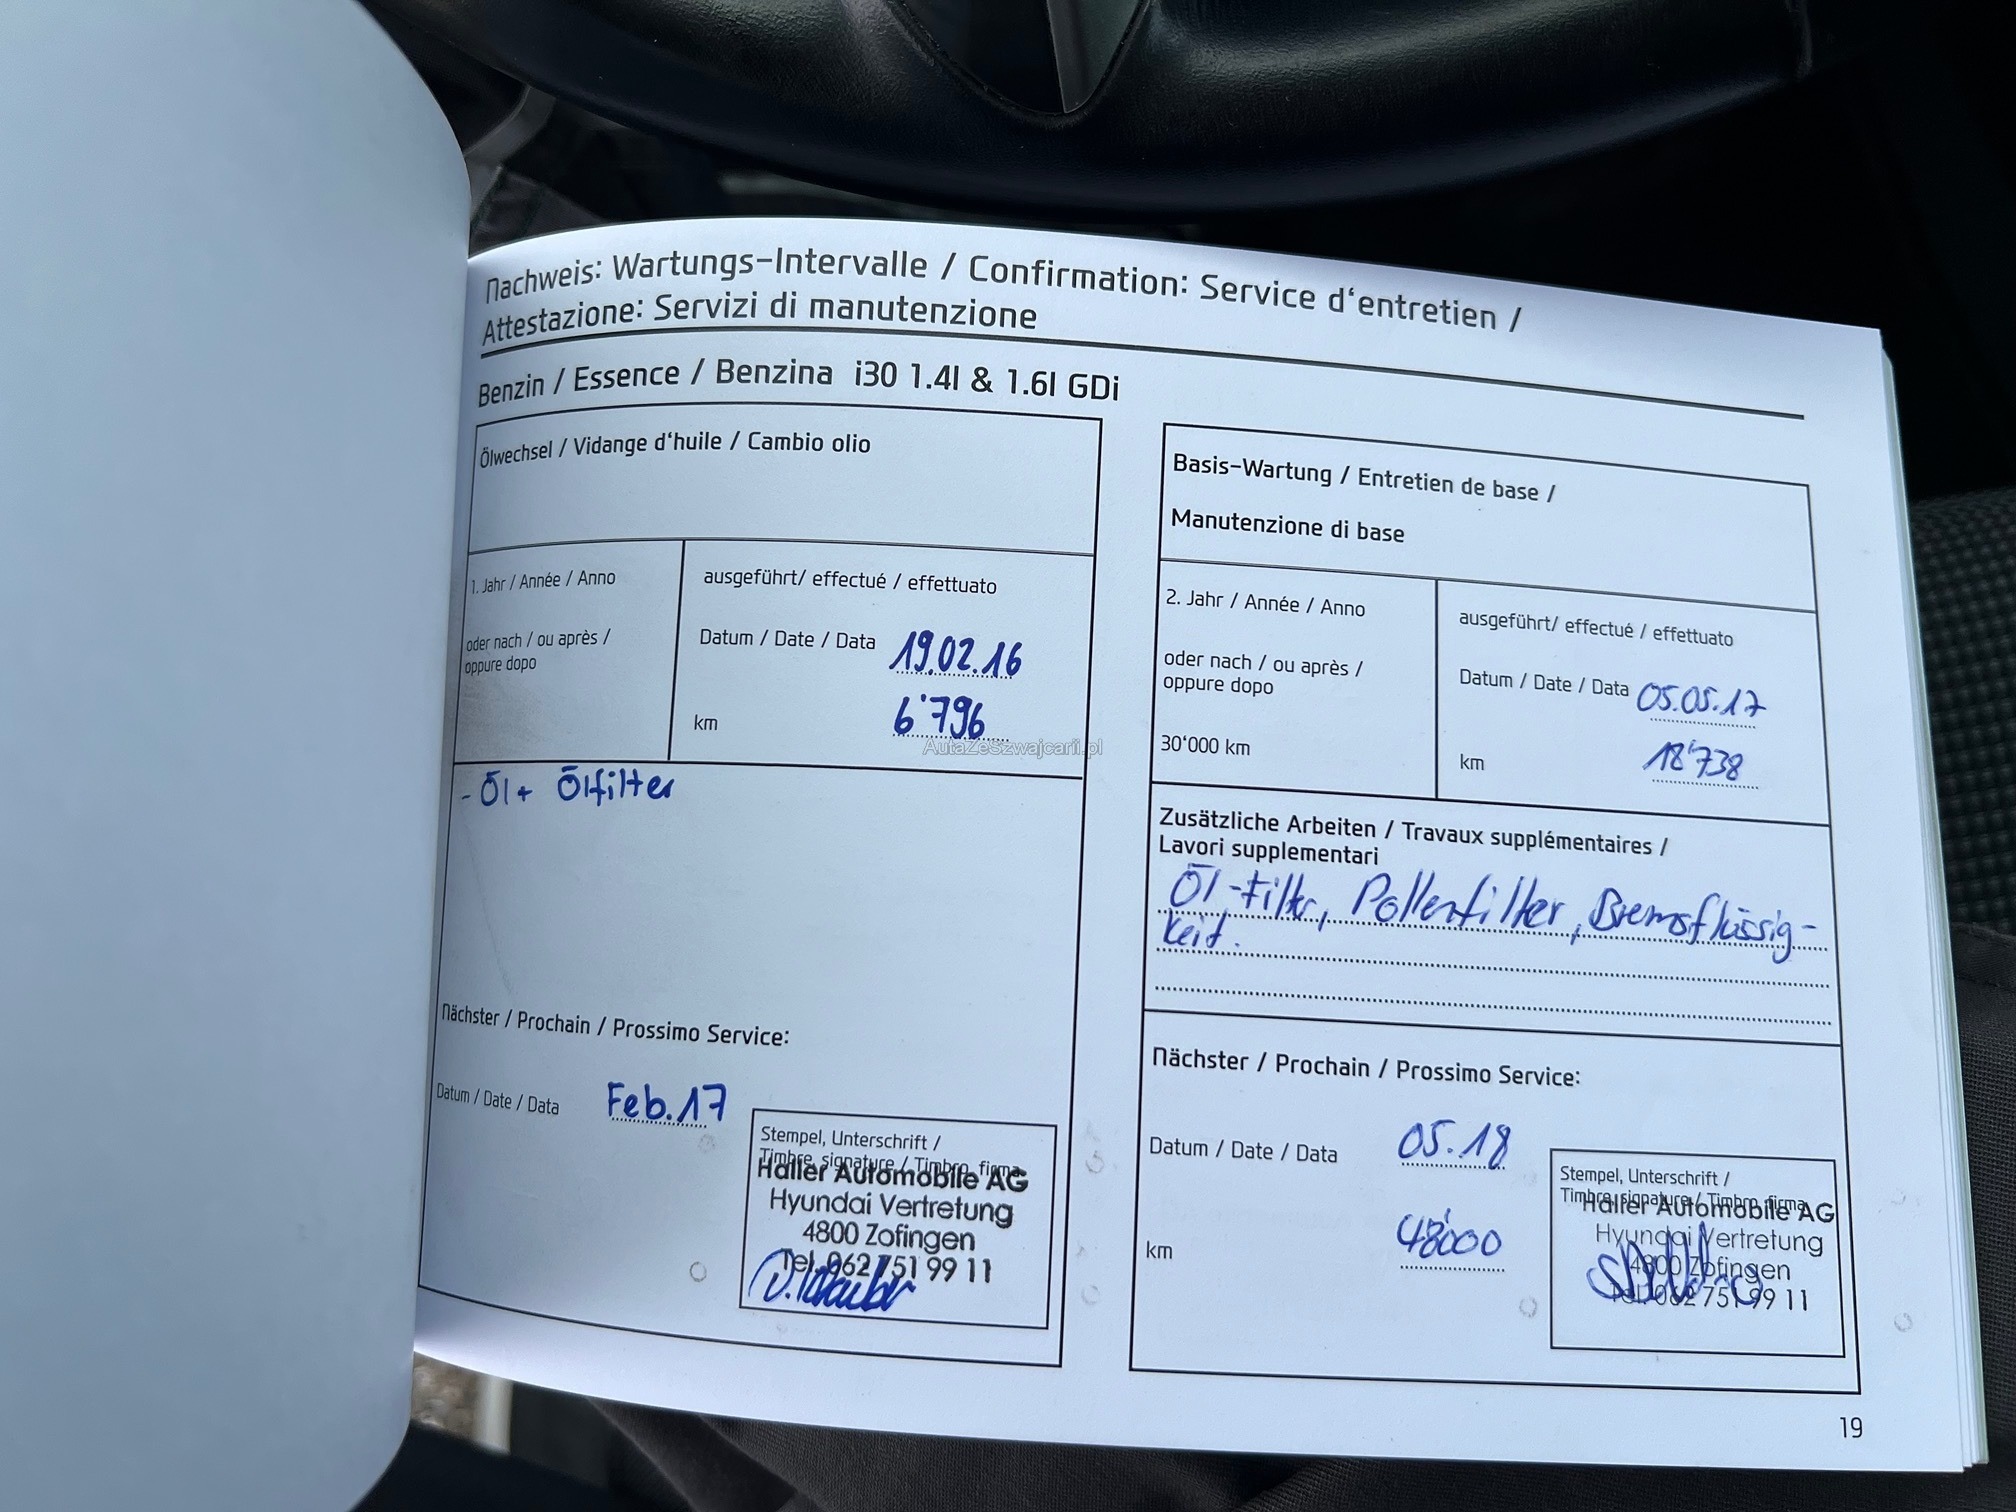 Nachweis: Wartungs-Intervalle / Confirmation: Service d'entretien /
Attestazione: Servizi di manutenzione
Benzin / Essence / Benzina i30 1.4l & 1.6l GDi
Ölwechsel / Vidange d'huile / Cambio olio
1. Jahr / Année / Anno
oder nach / ou après /
oppure dopo
ausgeführt/ effectué / effettuato
Datum / Date / Data 19.02.16
km 6'796
AutaZeSzwajcarii.pl
- Öl + Ölfilter
Nächster / Prochain / Prossimo Service:
Datum / Date / Data Feb.17
Stempel, Unterschrift /
Timbre, signature / Timbro, firma
Haller Automobile AG
Hyundai Vertretung
4800 Zofingen
Tel. 062 751 99 11
Basis-Wartung / Entretien de base /
Manutenzione di base
2. Jahr / Année / Anno
oder nach / ou après /
oppure dopo
30'000 km
ausgeführt/ effectué / effettuato
Datum / Date / Data 05.05.17
km 18'738
Zusätzliche Arbeiten / Travaux supplémentaires /
Lavori supplementari
Öl-Filter, Pollenfilter, Bremsflüssig-
keit.
Nächster / Prochain / Prossimo Service:
Datum / Date / Data 05.18
km 48'000
Stempel, Unterschrift /
Timbre, signature / Timbro, firma
Haller Automobile AG
Hyundai Vertretung
4800 Zofingen
Tel. 062 751 99 11
19